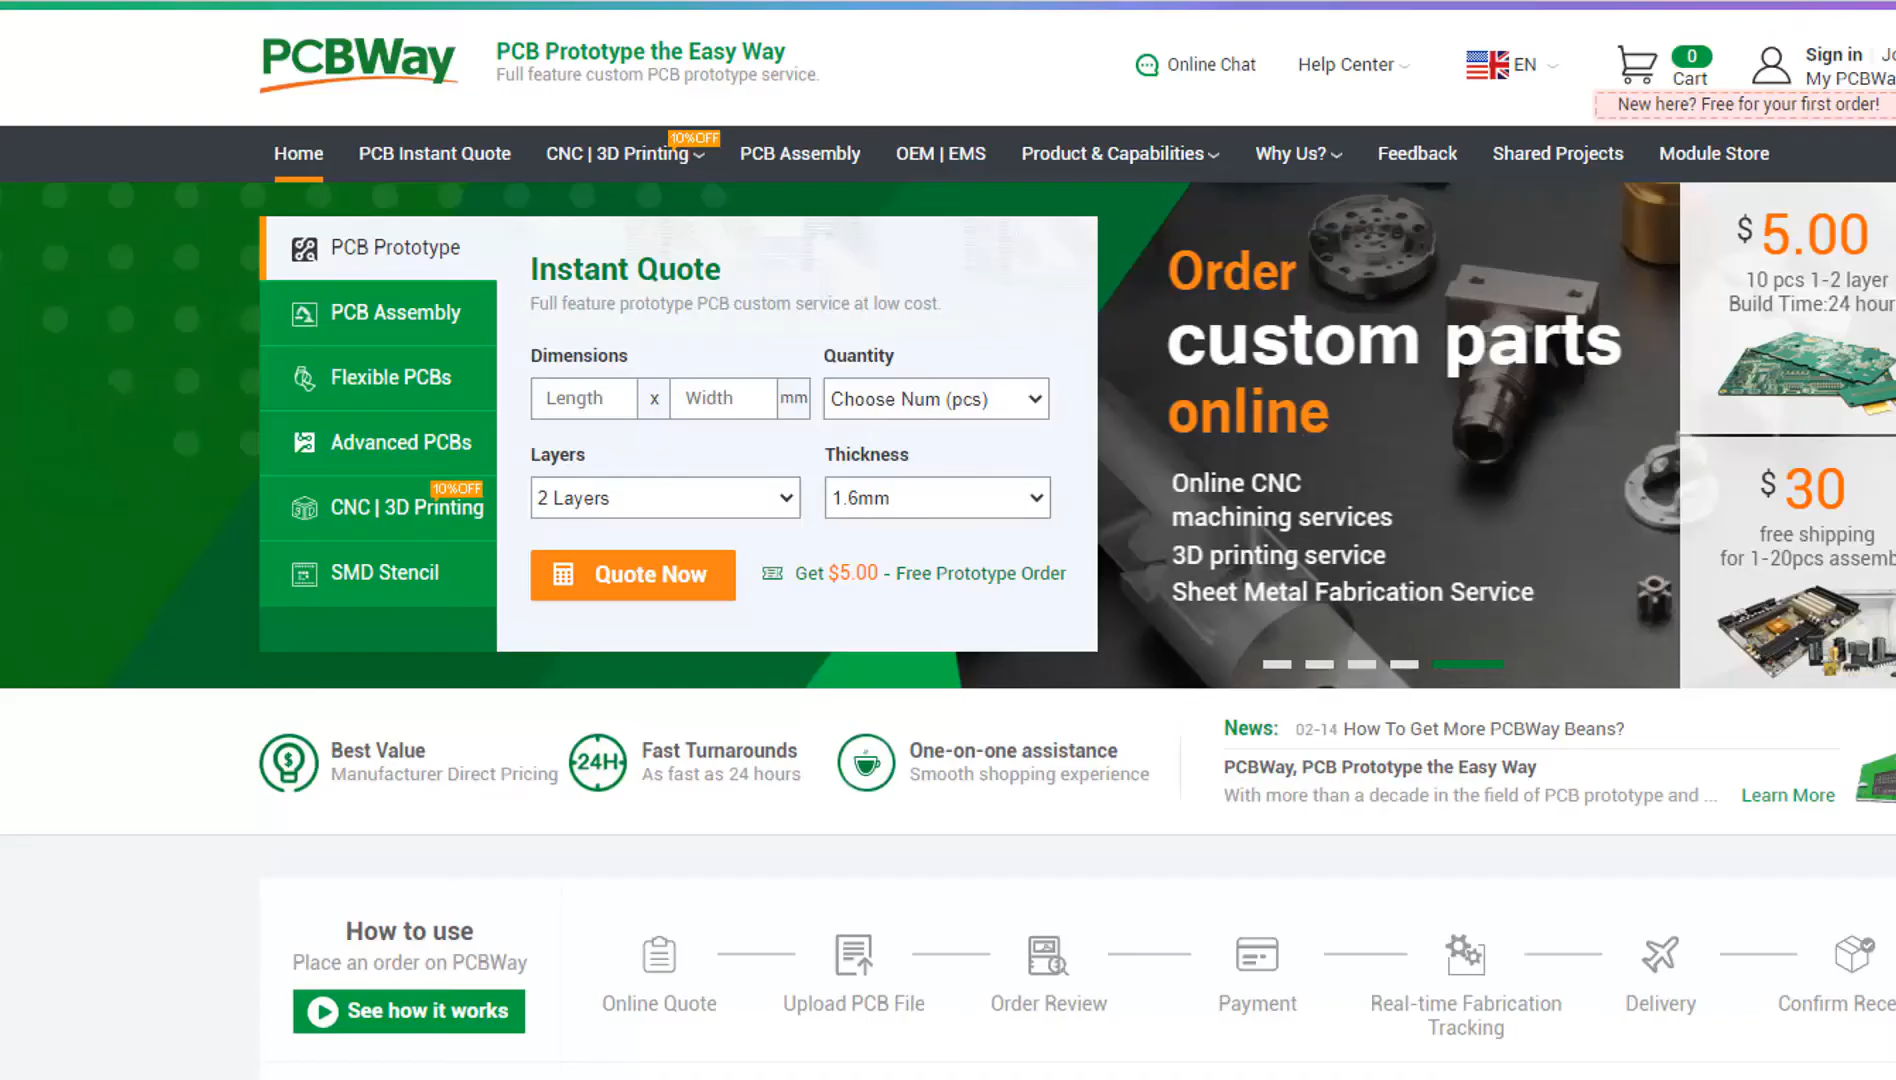 PCBWay
PCB Prototype the Easy Way
Full feature custom PCB prototype service.
Online Chat
Help Center
EN
0
Cart
Sign in
My PCBWa
New here? Free for your first order!
Home
PCB Instant Quote
CNC | 3D Printing
10%OFF
PCB Assembly
OEM | EMS
Product & Capabilities
Why Us?
Feedback
Shared Projects
Module Store
PCB Prototype
PCB Assembly
Flexible PCBs
Advanced PCBs
10%OFF
CNC | 3D Printing
SMD Stencil
Instant Quote
Full feature prototype PCB custom service at low cost.
Dimensions
Quantity
Length
x
Width
mm
Choose Num (pcs)
Layers
Thickness
2 Layers
1.6mm
Quote Now
Get $5.00 - Free Prototype Order
Order
custom parts
online
Online CNC
machining services
3D printing service
Sheet Metal Fabrication Service
$ 5.00
10 pcs 1-2 layer
Build Time:24 hour
$ 30
free shipping
for 1-20pcs assemb
Best Value
Manufacturer Direct Pricing
24H
Fast Turnarounds
As fast as 24 hours
One-on-one assistance
Smooth shopping experience
News:
02-14 How To Get More PCBWay Beans?
PCBWay, PCB Prototype the Easy Way
With more than a decade in the field of PCB prototype and ...
Learn More
How to use
Place an order on PCBWay
See how it works
Online Quote
Upload PCB File
Order Review
Payment
Real-time Fabrication
Tracking
Delivery
Confirm Rece